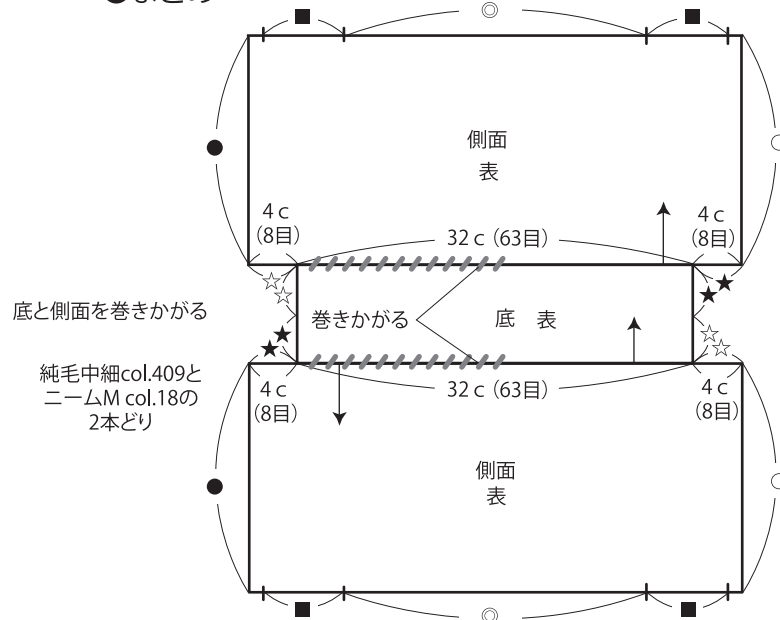 ●まとめ
■ ◎ ■
側面
表
● ○
4c
(8目)
32c (63目)
4c
(8目)
☆☆ ★★
底と側面を巻きかがる
巻きかがる
底 表
★★ ☆☆
純毛中細col.409と
ニームM col.18の
2本どり
4c
(8目)
32c (63目)
4c
(8目)
側面
表
● ○
■ ◎ ■